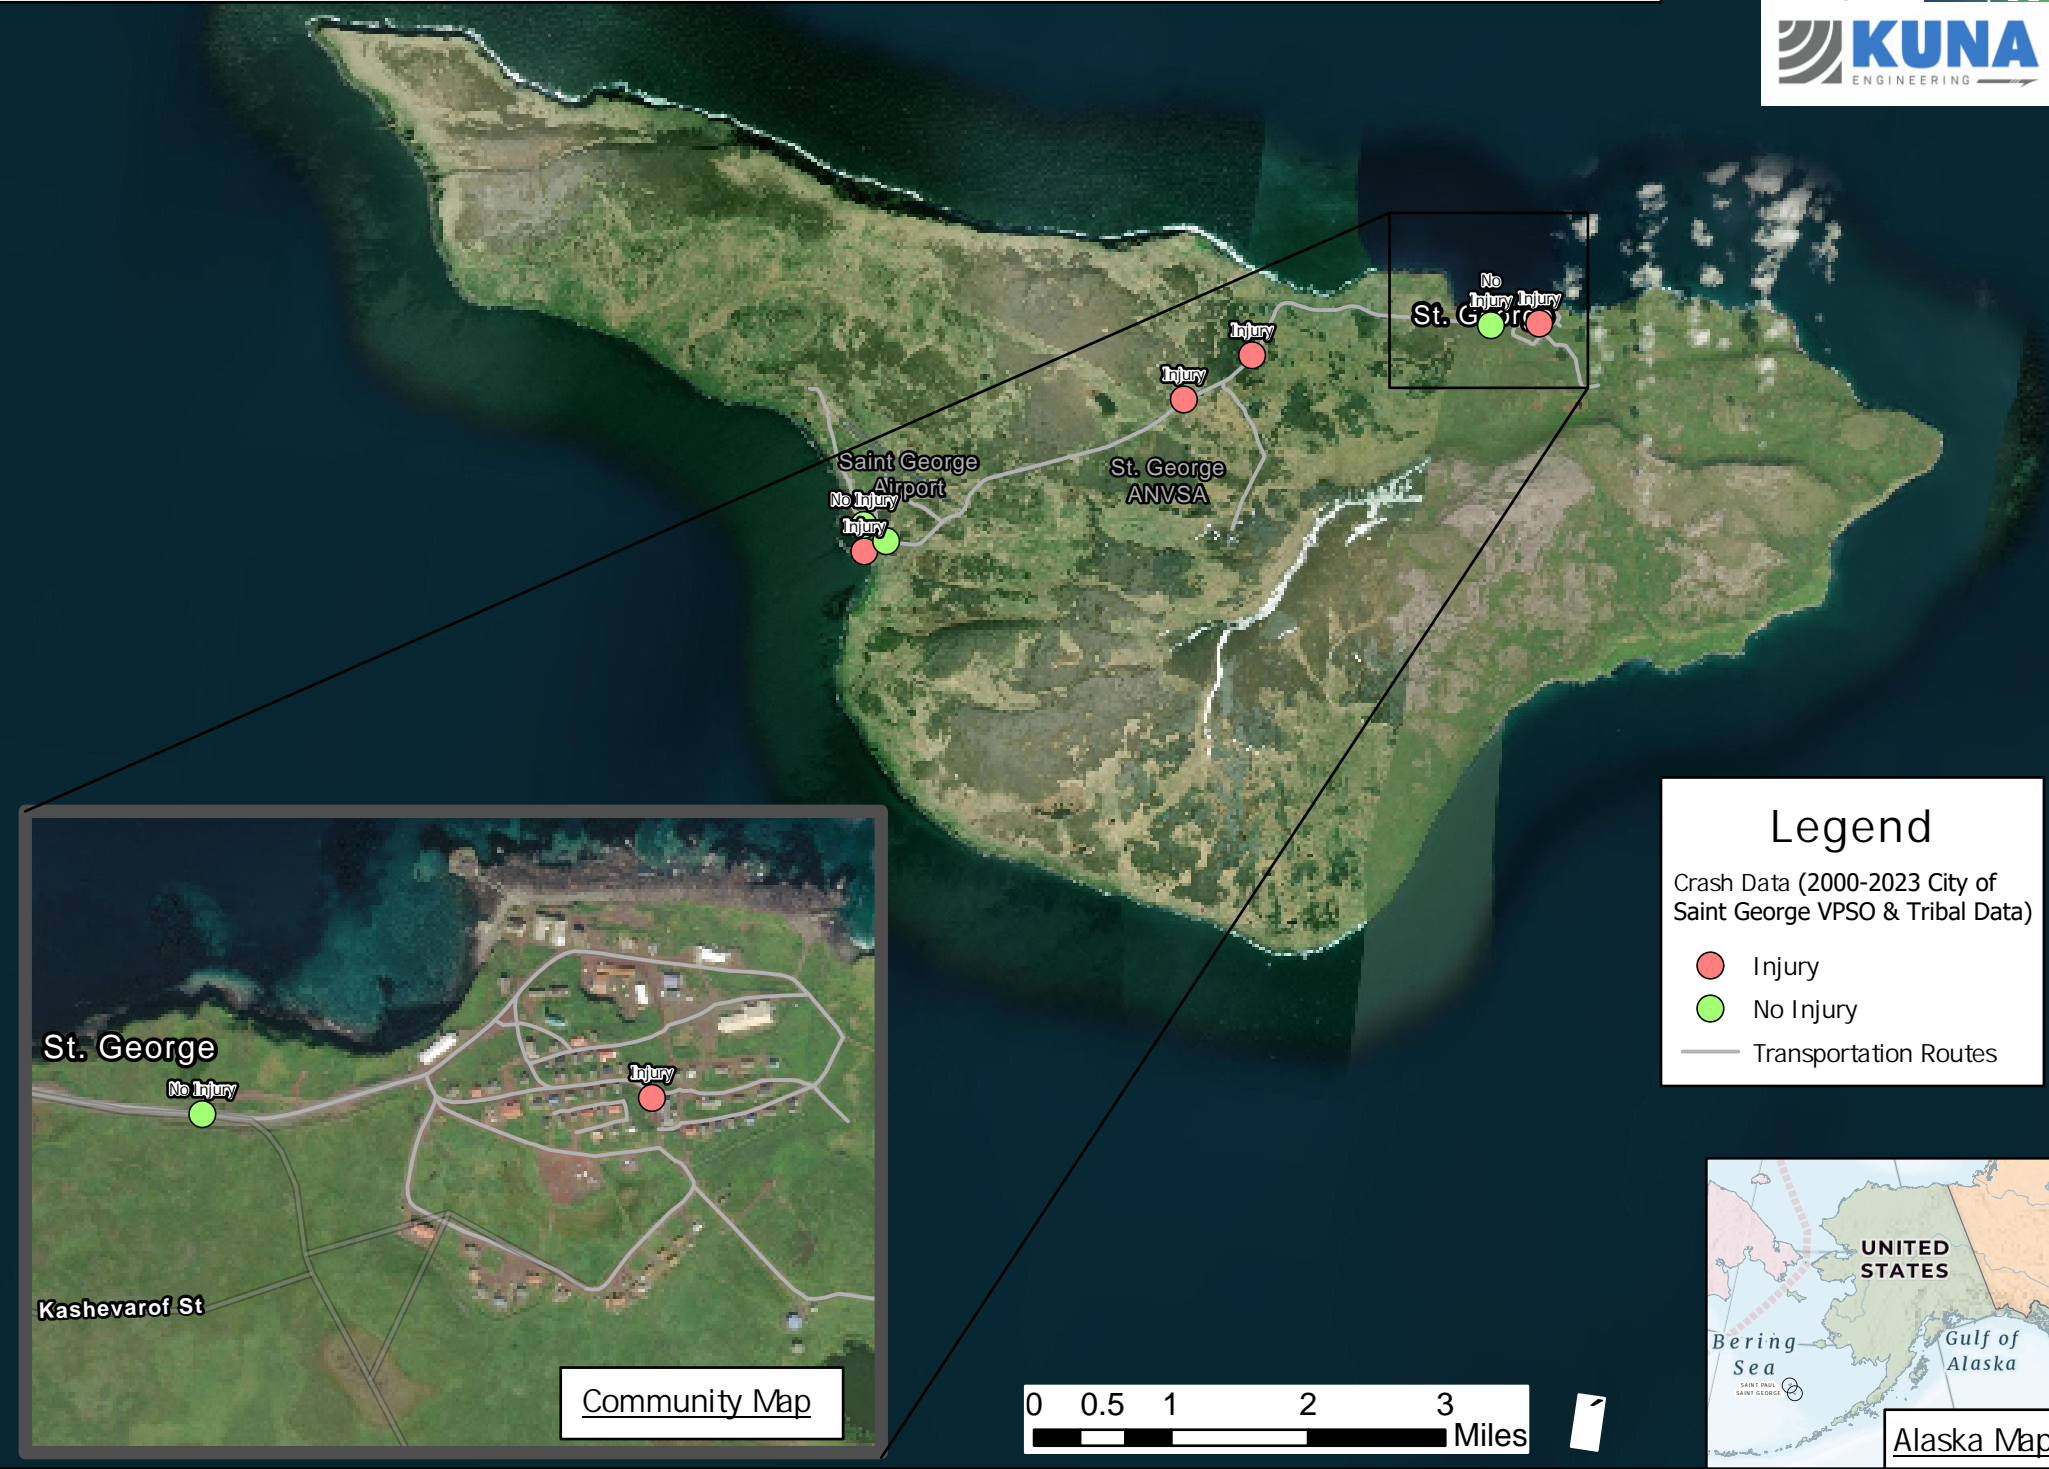 KUNA
ENGINEERING
No
Injury
Injury
St. George
Injury
Injury
Saint George
Airport
St. George
ANVSA
No Injury
Injury
Legend
Crash Data (2000-2023 City of
Saint George VPSO & Tribal Data)
Injury
No Injury
Transportation Routes
St. George
No Injury
Injury
Kashevarof St
Community Map
0 0.5 1 2 3
Miles
UNITED
STATES
Bering
Sea
Gulf of
Alaska
SAINT PAUL
SAINT GEORGE
Alaska Map